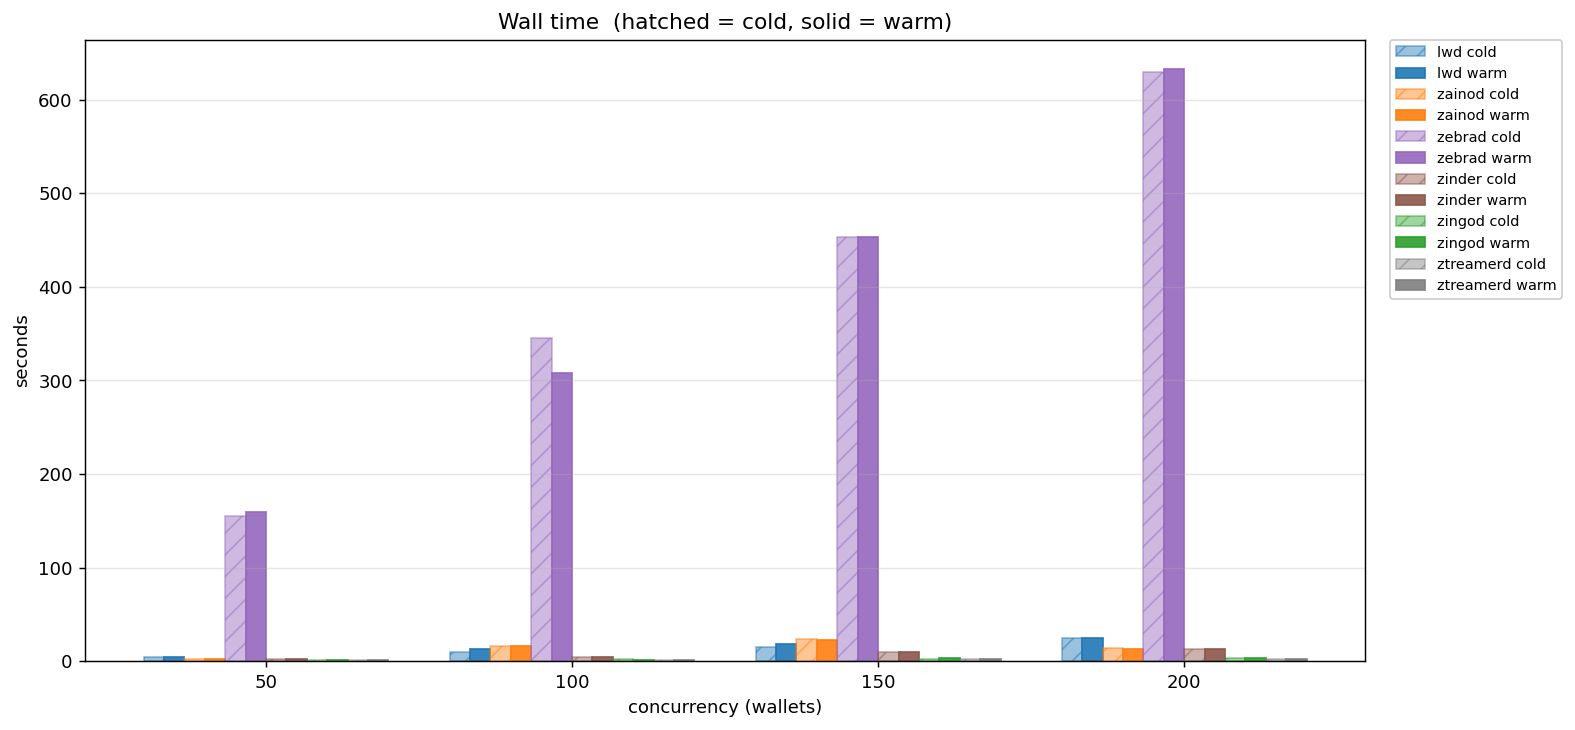 Wall time  (hatched = cold, solid = warm)
seconds
600
500
400
300
200
100
0
50
100
150
200
concurrency (wallets)
lwd cold
lwd warm
zainod cold
zainod warm
zebrad cold
zebrad warm
zinder cold
zinder warm
zingod cold
zingod warm
ztreamerd cold
ztreamerd warm